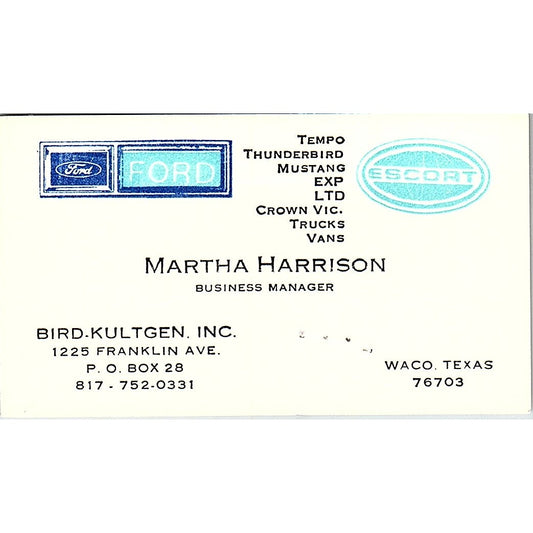 Ford
FORD
TEMPO
THUNDERBIRD
MUSTANG
EXP
LTD
CROWN VIC.
TRUCKS
VANS
ESCORT
MARTHA HARRISON
BUSINESS MANAGER
BIRD-KULTGEN, INC.
1225 FRANKLIN AVE.
P. O. BOX 28
817 - 752-0331
WACO, TEXAS
76703